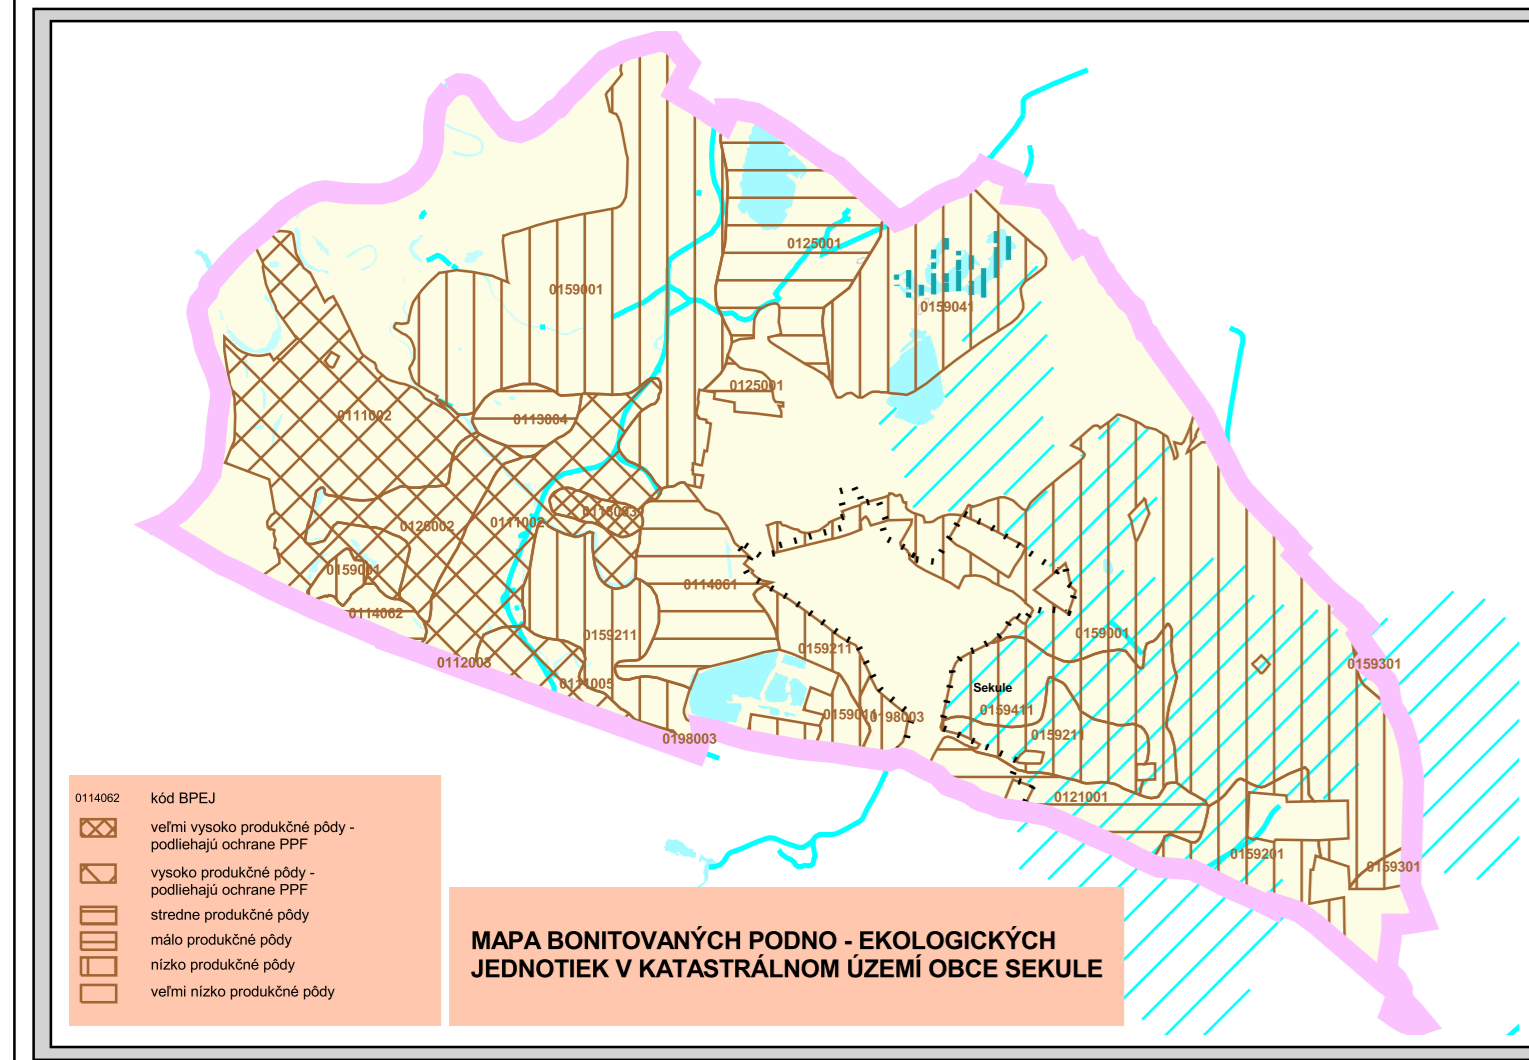 0125001
0159001
0159041
0125001
0111002
0113004
0126002
0111002
0113003
0159001
0114061
0114062
0159211
0159001
0159211
0112003
0159301
0111005
Sekule
0159411
0159011
0198003
0159211
0198003
0121001
0159201
0159301
0114062 kód BPEJ
veľmi vysoko produkčné pôdy -
podliehajú ochrane PPF
vysoko produkčné pôdy -
podliehajú ochrane PPF
stredne produkčné pôdy
málo produkčné pôdy
nízko produkčné pôdy
veľmi nízko produkčné pôdy
MAPA BONITOVANÝCH PODNO - EKOLOGICKÝCH
JEDNOTIEK V KATASTRÁLNOM ÚZEMÍ OBCE SEKULE